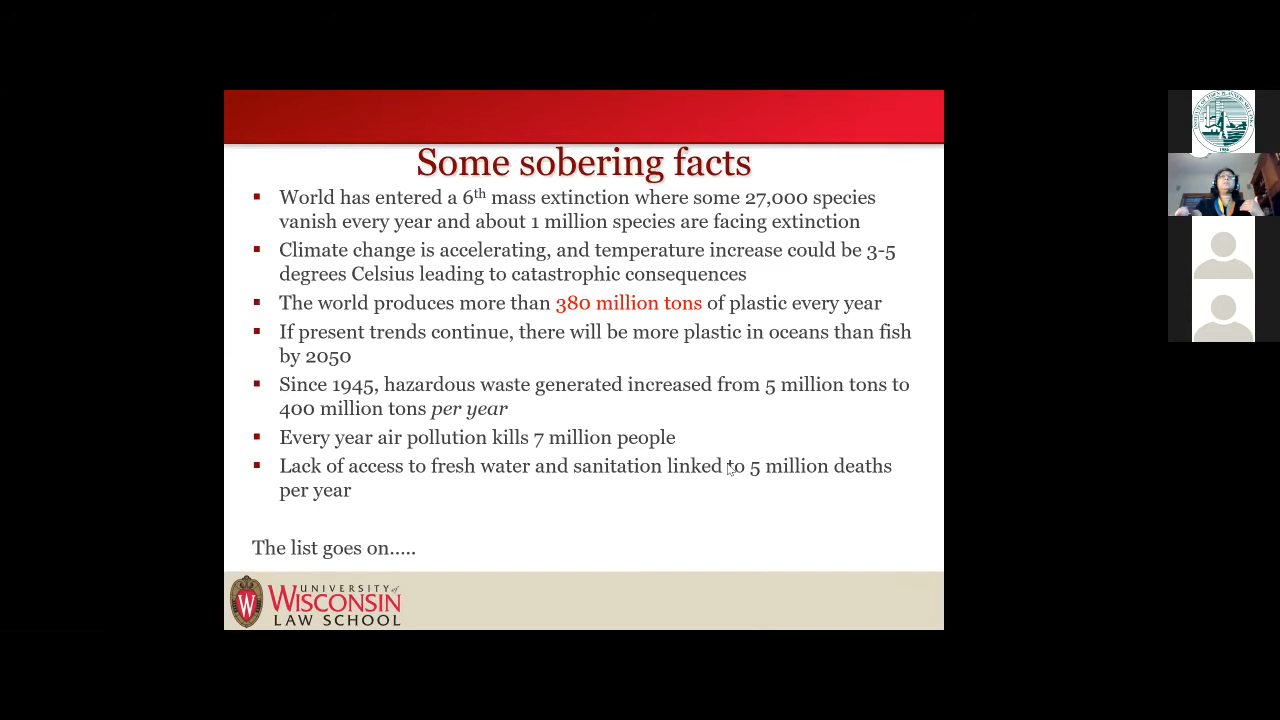 Some sobering facts
▪ World has entered a 6th mass extinction where some 27,000 species
vanish every year and about 1 million species are facing extinction
▪ Climate change is accelerating, and temperature increase could be 3-5
degrees Celsius leading to catastrophic consequences
▪ The world produces more than 380 million tons of plastic every year
▪ If present trends continue, there will be more plastic in oceans than fish
by 2050
▪ Since 1945, hazardous waste generated increased from 5 million tons to
400 million tons per year
▪ Every year air pollution kills 7 million people
▪ Lack of access to fresh water and sanitation linked to 5 million deaths
per year
The list goes on.....
W
UNIVERSITY of
WISCONSIN
LAW SCHOOL